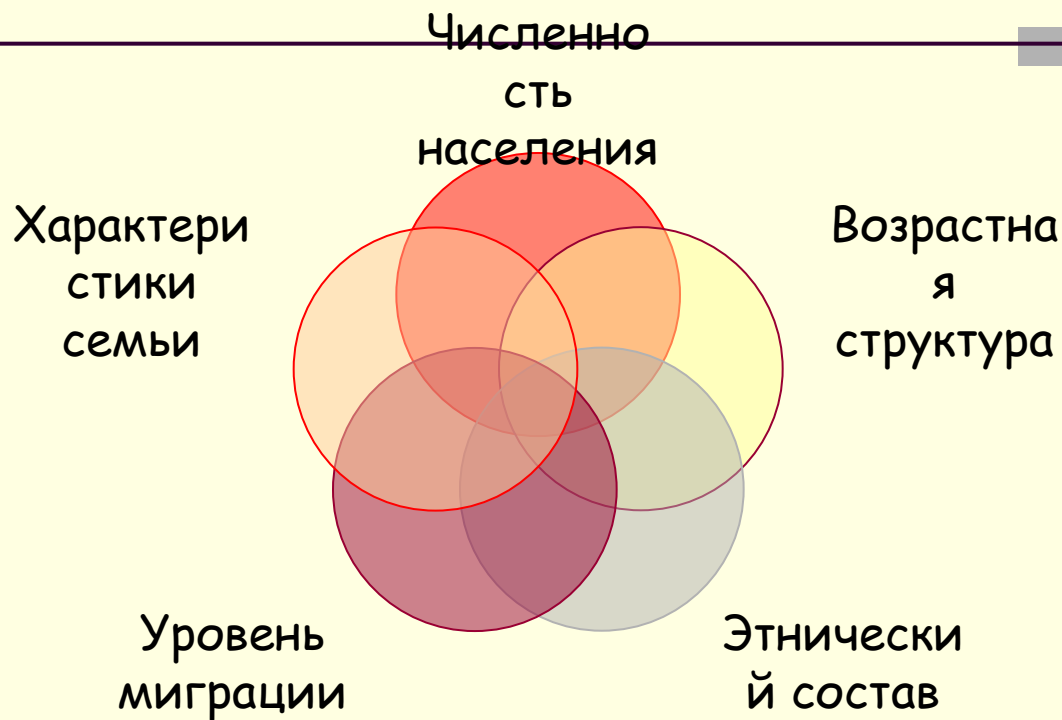 Численно
сть
населения
Характери
стики
семьи
Возрастна
я
структура
Уровень
миграции
Этнически
й состав